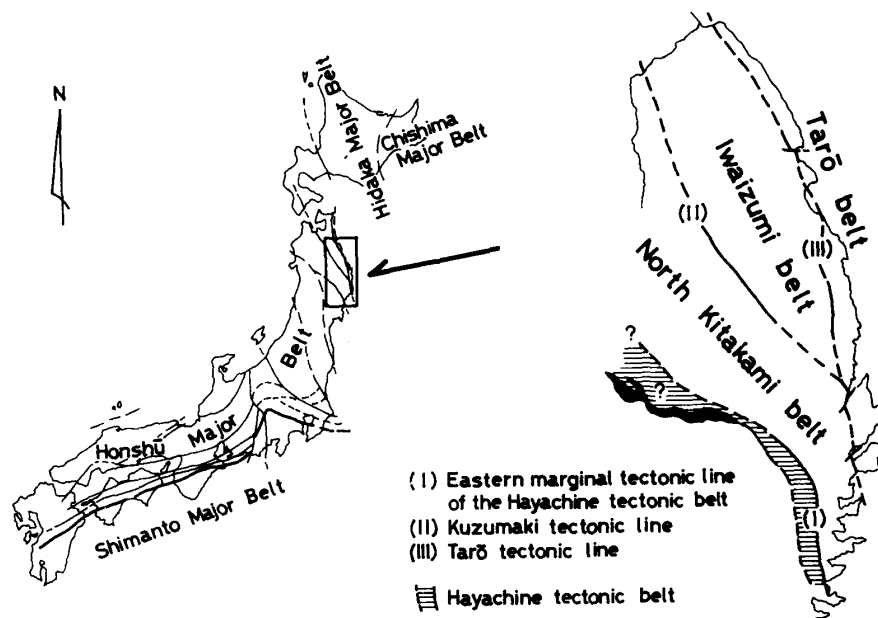 N
Hidaka Major Belt
Chishima
Major Belt
Honshū Major Belt
Shimanto Major Belt
Tarō belt
Iwaizumi belt
(II)
(III)
North Kitakami belt
?
?
(I)
(I) Eastern marginal tectonic line
of the Hayachine tectonic belt
(II) Kuzumaki tectonic line
(III) Tarō tectonic line
Hayachine tectonic belt